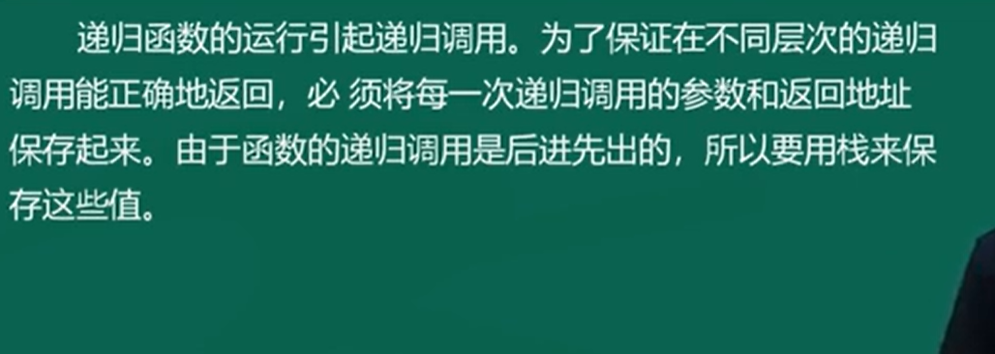 递归函数的运行引起递归调用。为了保证在不同层次的递归
调用能正确地返回，必 须将每一次递归调用的参数和返回地址
保存起来。由于函数的递归调用是后进先出的，所以要用栈来保
存这些值。